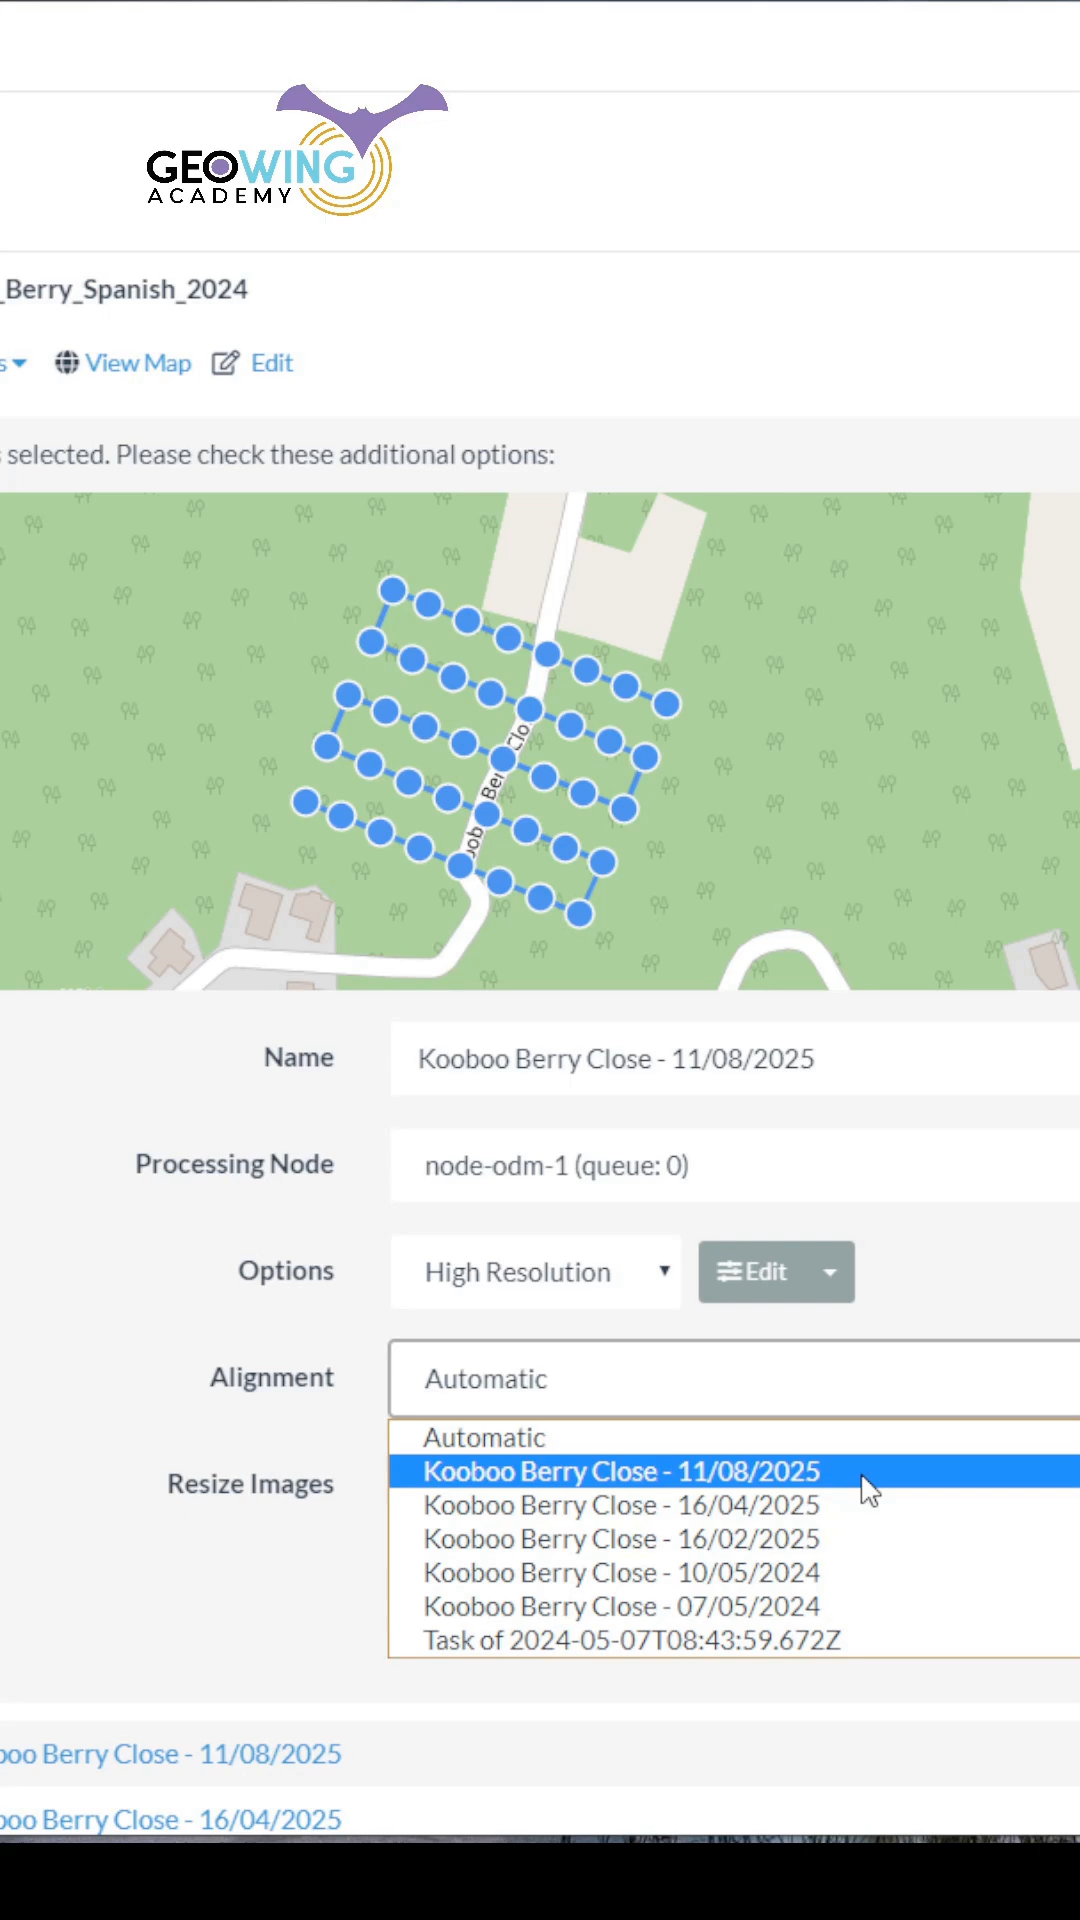 GEOWING
ACADEMY
_Berry_Spanish_2024
View Map
Edit
selected. Please check these additional options:
Name
Kooboo Berry Close - 11/08/2025
Processing Node
node-odm-1 (queue: 0)
Options
High Resolution
Edit
Alignment
Automatic
Automatic
Kooboo Berry Close - 11/08/2025
Resize Images
Kooboo Berry Close - 16/04/2025
Kooboo Berry Close - 16/02/2025
Kooboo Berry Close - 10/05/2024
Kooboo Berry Close - 07/05/2024
Task of 2024-05-07T08:43:59.672Z
boo Berry Close - 11/08/2025
boo Berry Close - 16/04/2025